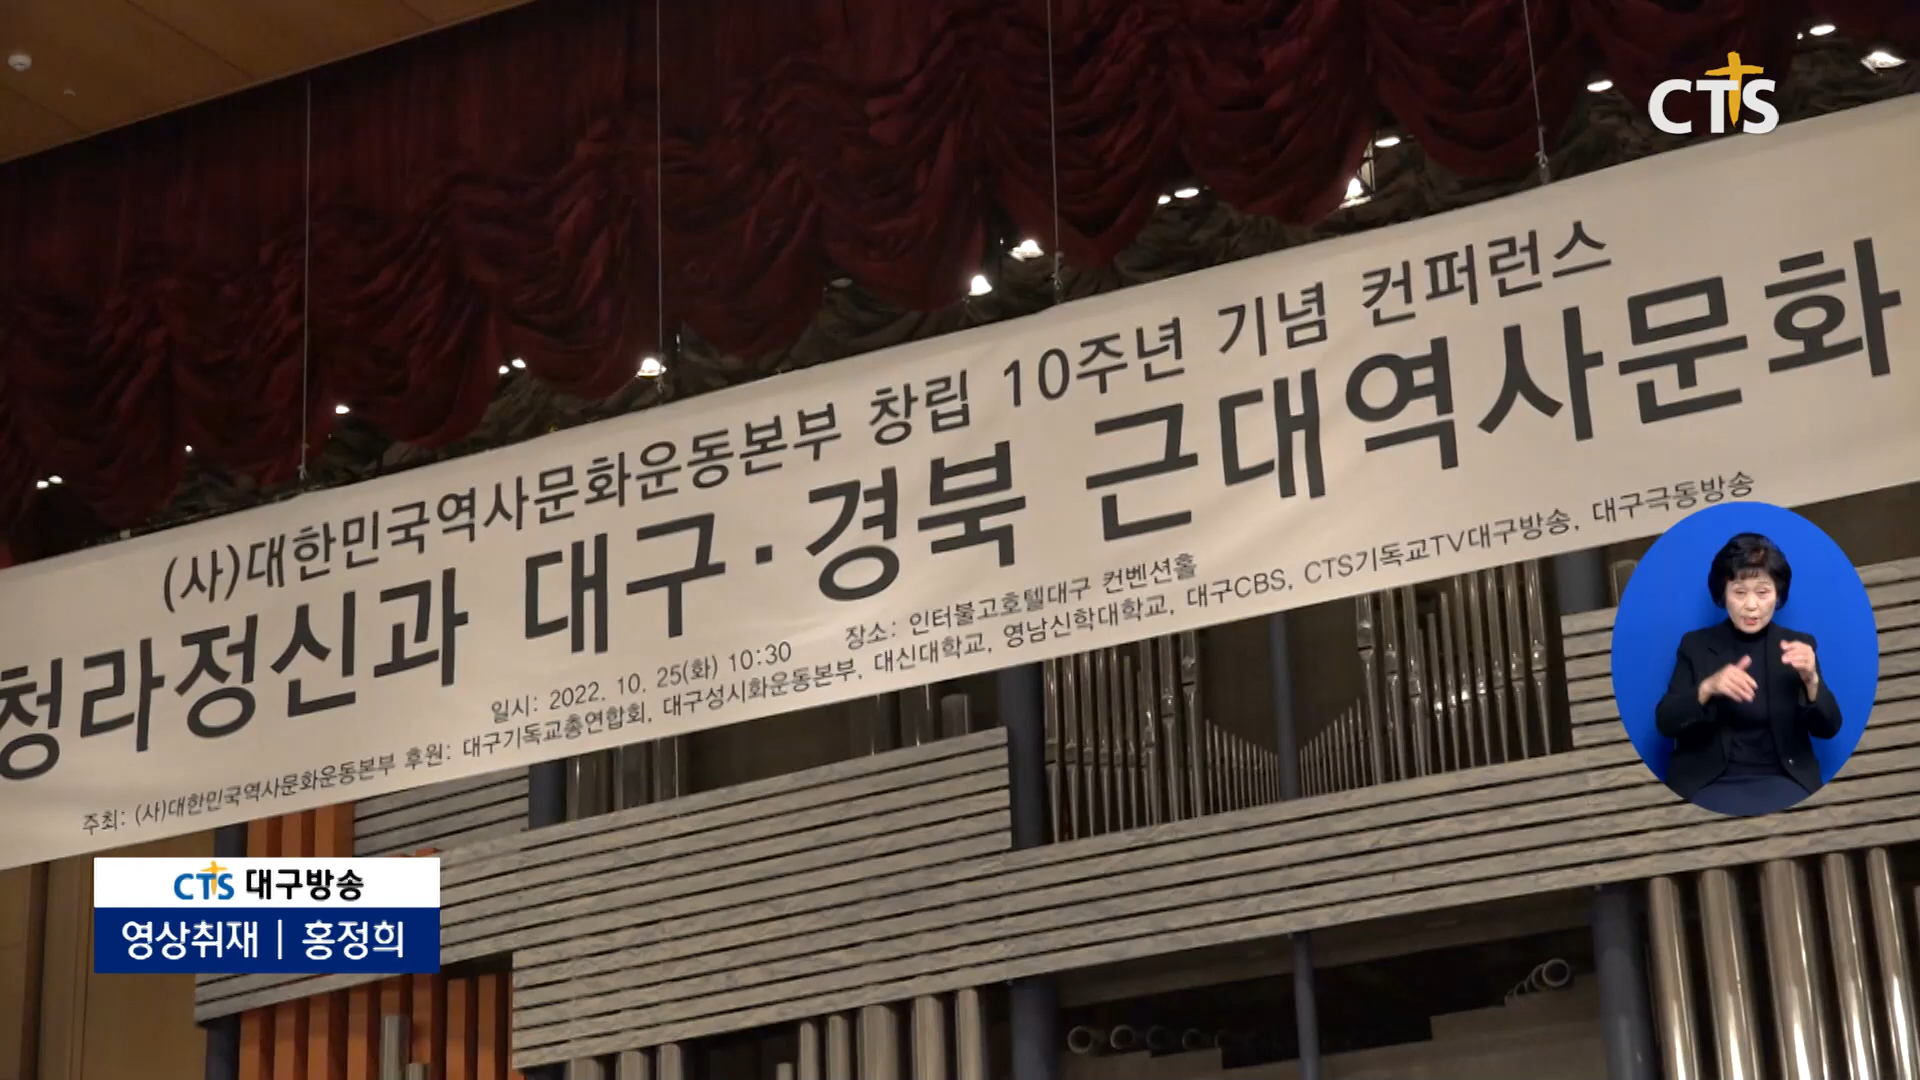 CTS
(사)대한민국역사문화운동본부 창립 10주년 기념 컨퍼런스
청라정신과 대구·경북 근대역사문화
일시: 2022. 10. 25(화) 10:30 장소: 인터불고호텔대구 컨벤션홀
주최: (사)대한민국역사문화운동본부 후원: 대구기독교총연합회, 대구성시화운동본부, 대신대학교, 영남신학대학교, 대구CBS, CTS기독교TV대구방송, 대구극동방송
CTS 대구방송
영상취재 | 홍정희